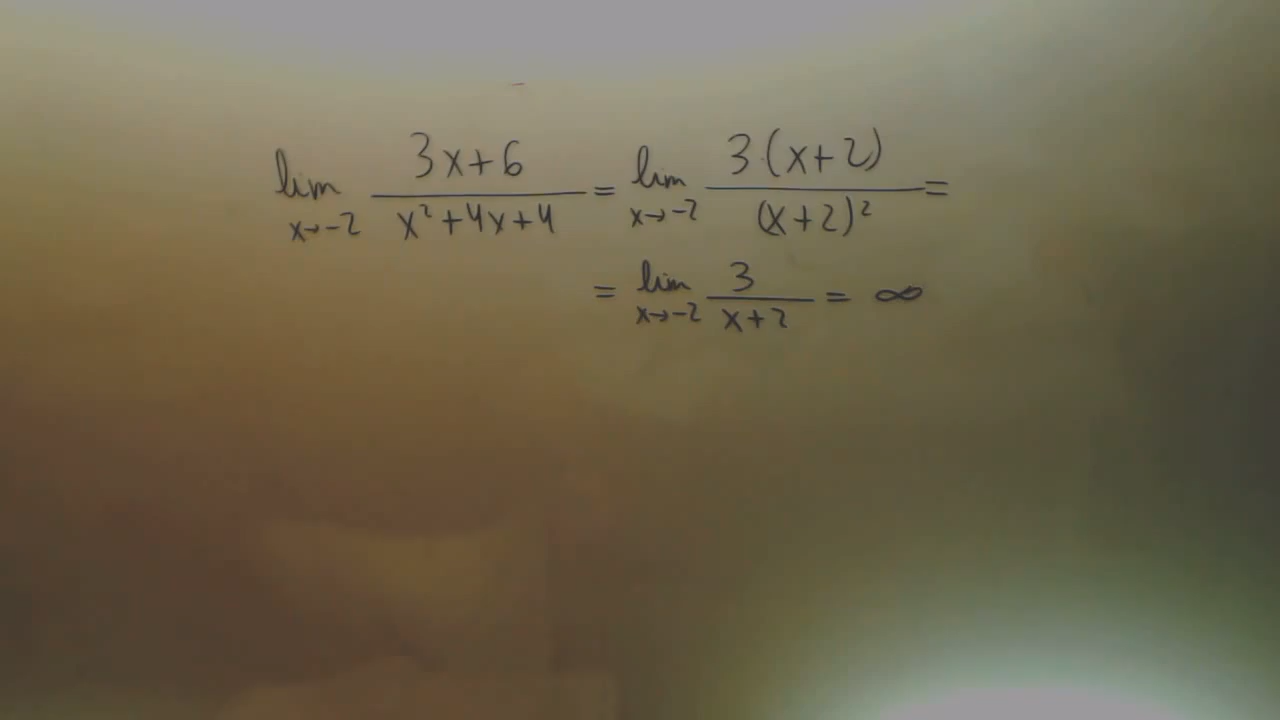 lim x→-2 (3x+6)/(x²+4x+4) = lim x→-2 (3·(x+2))/((x+2)²) =
= lim x→-2 3/(x+2) = ∞